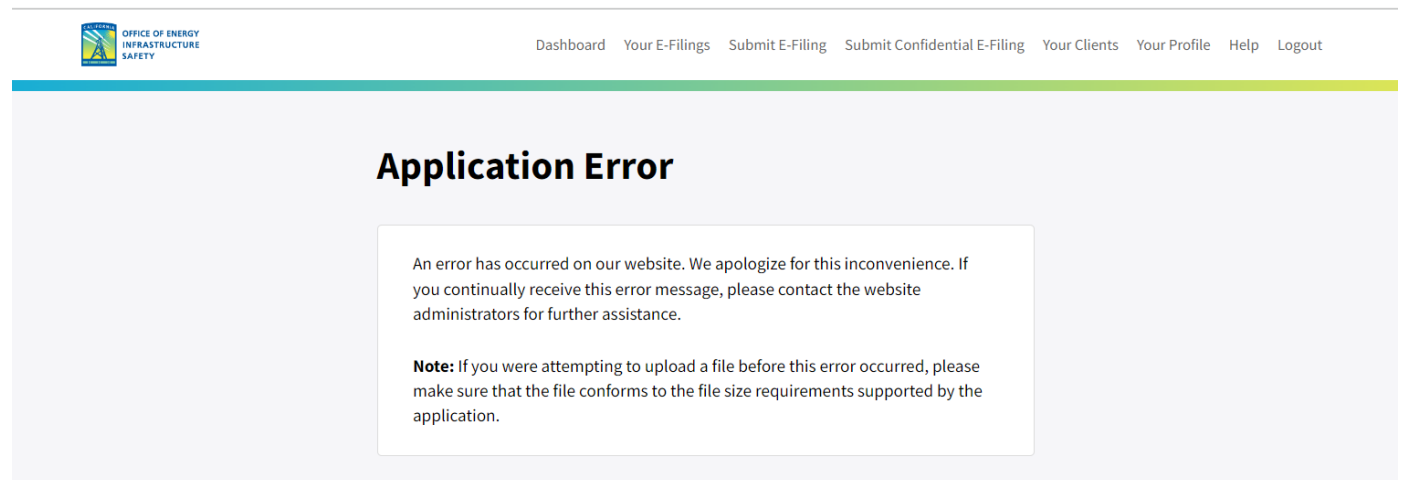 CALIFORNIA
OFFICE OF ENERGY
INFRASTRUCTURE
SAFETY
Dashboard Your E-Filings Submit E-Filing Submit Confidential E-Filing Your Clients Your Profile Help Logout
Application Error
An error has occurred on our website. We apologize for this inconvenience. If
you continually receive this error message, please contact the website
administrators for further assistance.
Note: If you were attempting to upload a file before this error occurred, please
make sure that the file conforms to the file size requirements supported by the
application.